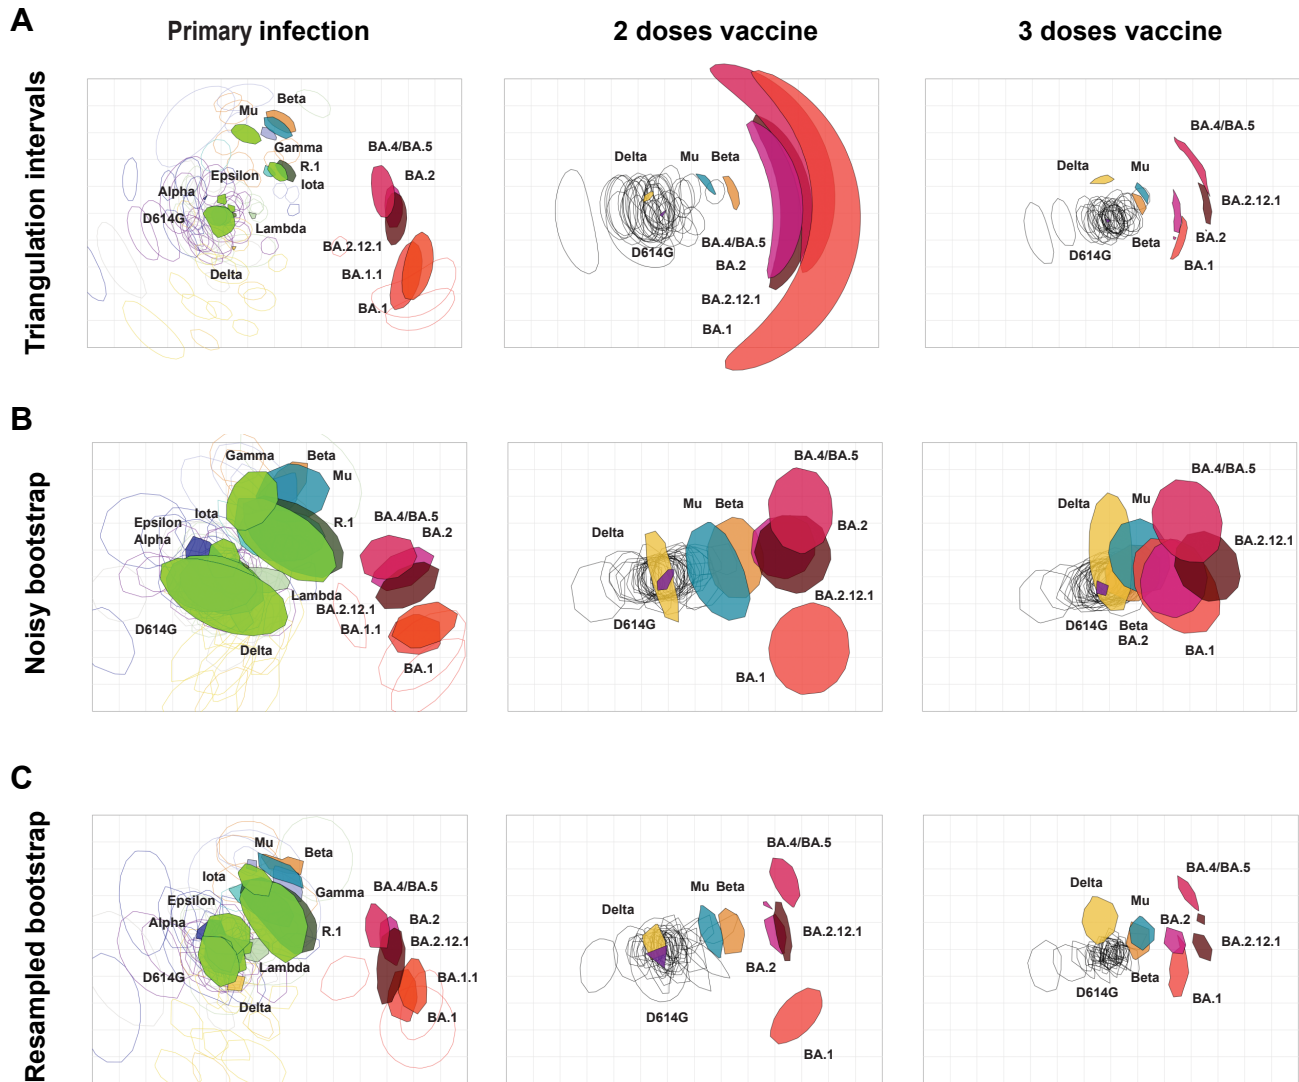 A
Primary infection
2 doses vaccine
3 doses vaccine
Triangulation intervals
Beta
Mu
Gamma
R.1
Iota
Epsilon
Alpha
D614G
Lambda
Delta
BA.4/BA.5
BA.2
BA.2.12.1
BA.1.1
BA.1
Delta
Mu
Beta
D614G
BA.4/BA.5
BA.2
BA.2.12.1
BA.1
BA.4/BA.5
Delta
Mu
BA.2.12.1
Beta
BA.2
D614G
BA.1
B
Noisy bootstrap
Gamma
Beta
Mu
Iota
Epsilon
Alpha
R.1
BA.4/BA.5
BA.2
Lambda
BA.2.12.1
BA.1.1
D614G
Delta
BA.1
BA.4/BA.5
Mu
Beta
Delta
BA.2
BA.2.12.1
D614G
BA.1
BA.4/BA.5
Delta
Mu
BA.2.12.1
D614G
Beta
BA.2
BA.1
C
Resampled bootstrap
Mu
Beta
Iota
Epsilon
Gamma
BA.4/BA.5
Alpha
R.1
BA.2
BA.2.12.1
Lambda
D614G
BA.1.1
Delta
BA.1
BA.4/BA.5
Mu
Beta
Delta
BA.2.12.1
BA.2
D614G
BA.1
BA.4/BA.5
Delta
Mu
BA.2
BA.2.12.1
Beta
D614G
BA.1